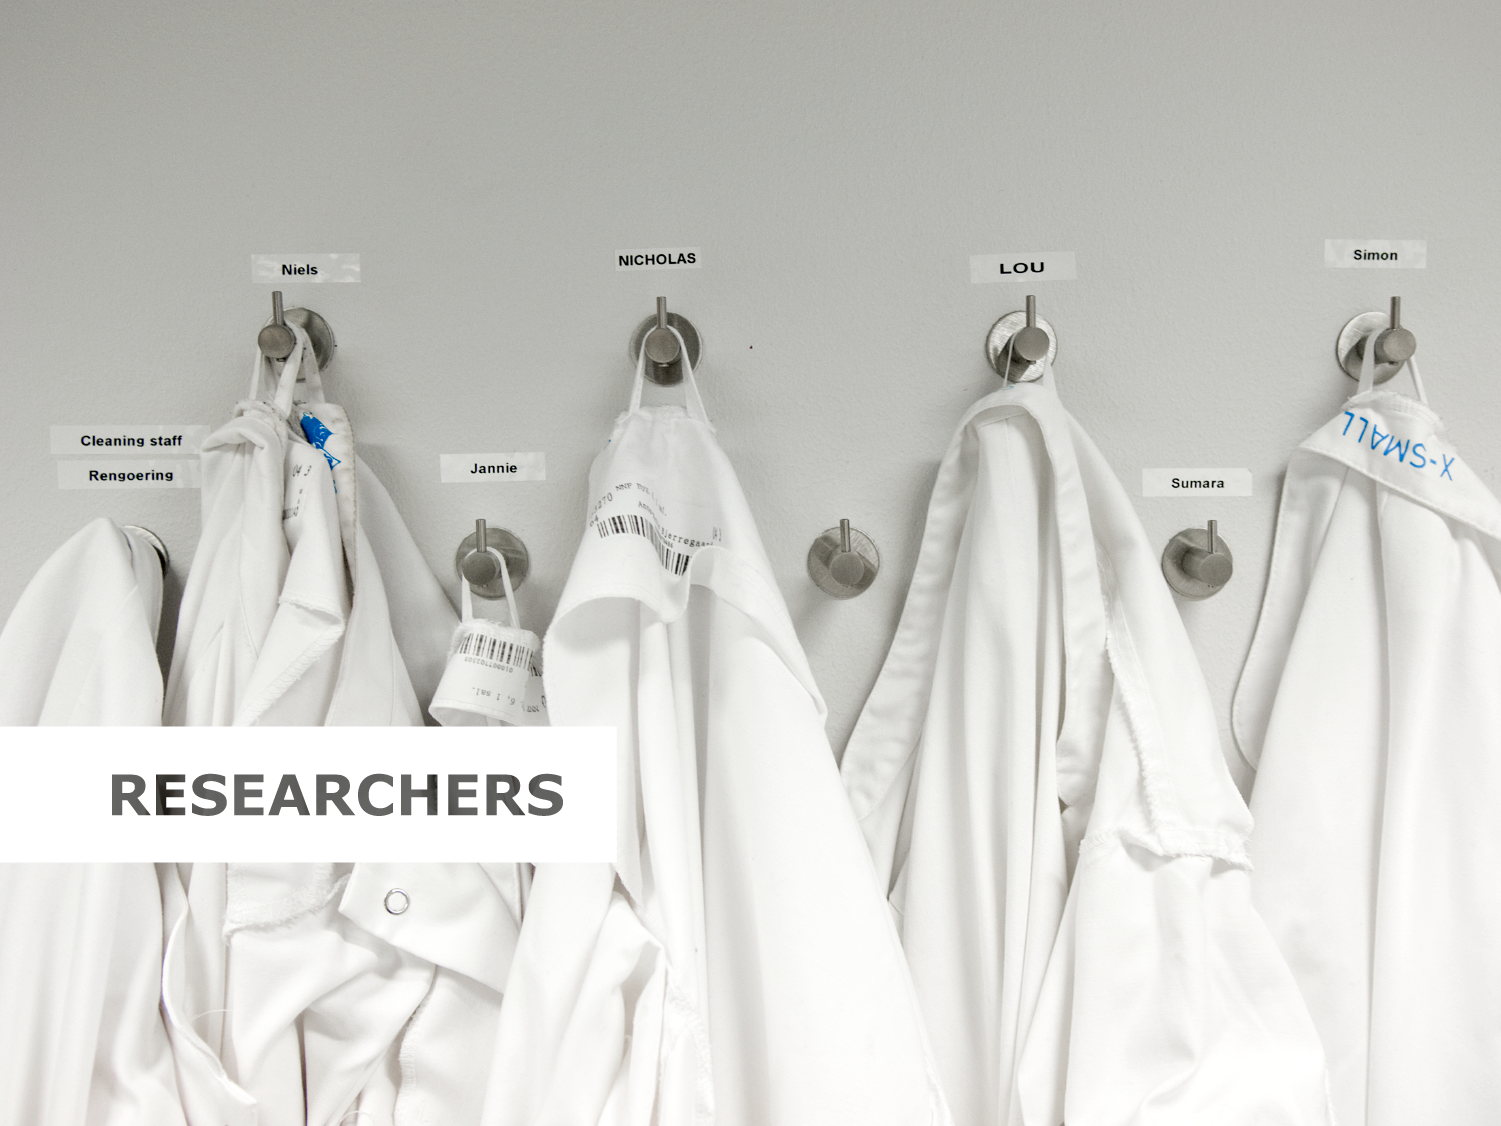 Niels
NICHOLAS
LOU
Simon
Cleaning staff
Rengoering
Jannie
Sumara
X-SMALL
RESEARCHERS